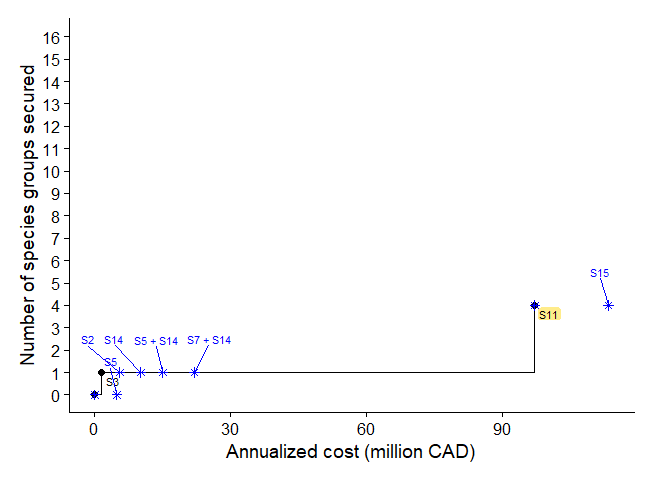 Number of species groups secured
16
15
14
13
12
11
10
9
8
7
6
5
4
3
2
1
0
S15
S11
S2
S14
S5 + S14
S7 + S14
S5
S3
0
30
60
90
Annualized cost (million CAD)